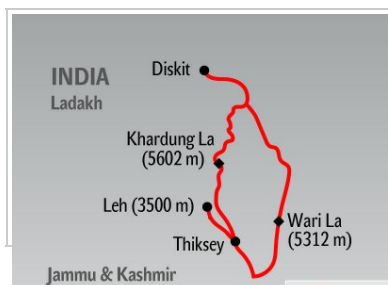 INDIA
Ladakh
Diskit
Khardung La
(5602 m)
Leh (3500 m)
Thiksey
Wari La
(5312 m)
Jammu & Kashmir